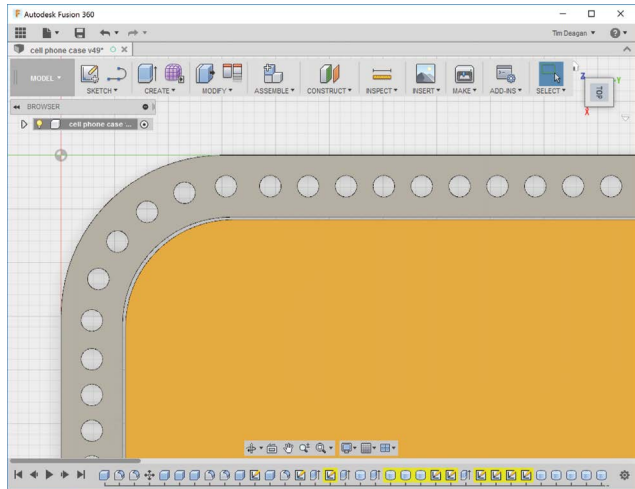 F Autodesk Fusion 360
Tim Deagan
cell phone case v49*
MODEL
SKETCH CREATE MODIFY ASSEMBLE CONSTRUCT INSPECT INSERT MAKE ADD-INS SELECT
BROWSER
cell phone case ...
Z
Y
TOP
X